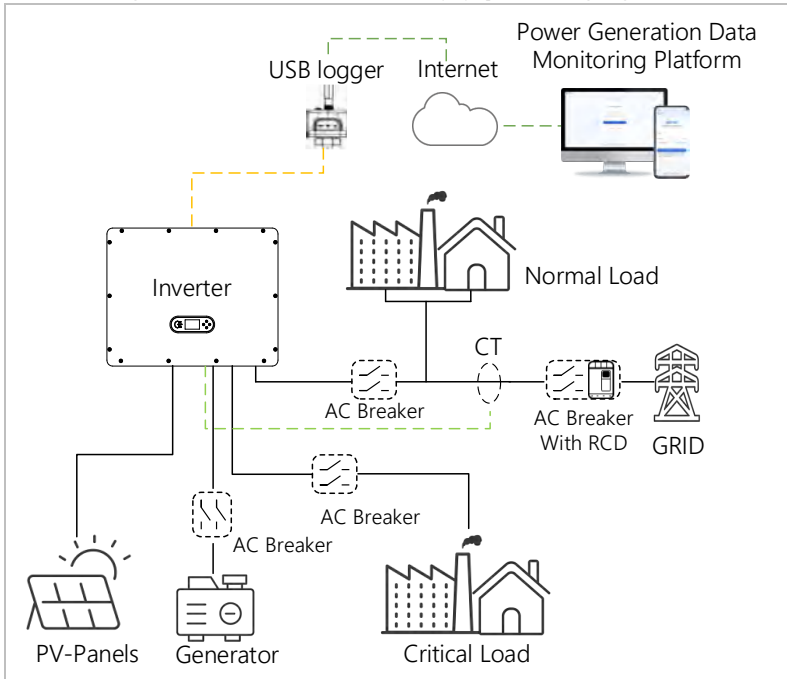 Power Generation Data
Monitoring Platform
USB logger
Internet
Inverter
Normal Load
CT
AC Breaker
AC Breaker
With RCD
GRID
AC Breaker
AC Breaker
PV-Panels
Generator
Critical Load